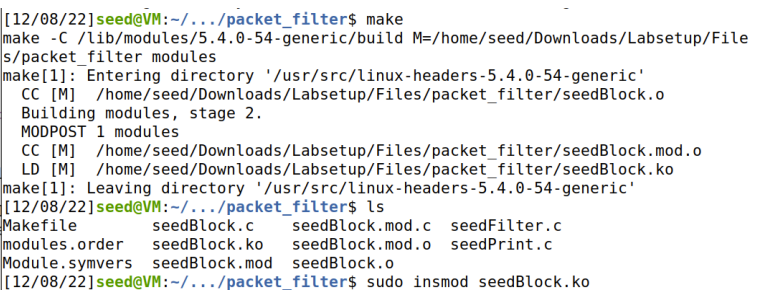 [12/08/22]seed@VM:~/.../packet_filter$ make
make -C /lib/modules/5.4.0-54-generic/build M=/home/seed/Downloads/Labsetup/File
s/packet_filter modules
make[1]: Entering directory '/usr/src/linux-headers-5.4.0-54-generic'
  CC [M]  /home/seed/Downloads/Labsetup/Files/packet_filter/seedBlock.o
  Building modules, stage 2.
  MODPOST 1 modules
  CC [M]  /home/seed/Downloads/Labsetup/Files/packet_filter/seedBlock.mod.o
  LD [M]  /home/seed/Downloads/Labsetup/Files/packet_filter/seedBlock.ko
make[1]: Leaving directory '/usr/src/linux-headers-5.4.0-54-generic'
[12/08/22]seed@VM:~/.../packet_filter$ ls
Makefile        seedBlock.c    seedBlock.mod.c  seedFilter.c
modules.order   seedBlock.ko   seedBlock.mod.o  seedPrint.c
Module.symvers  seedBlock.mod  seedBlock.o
[12/08/22]seed@VM:~/.../packet_filter$ sudo insmod seedBlock.ko